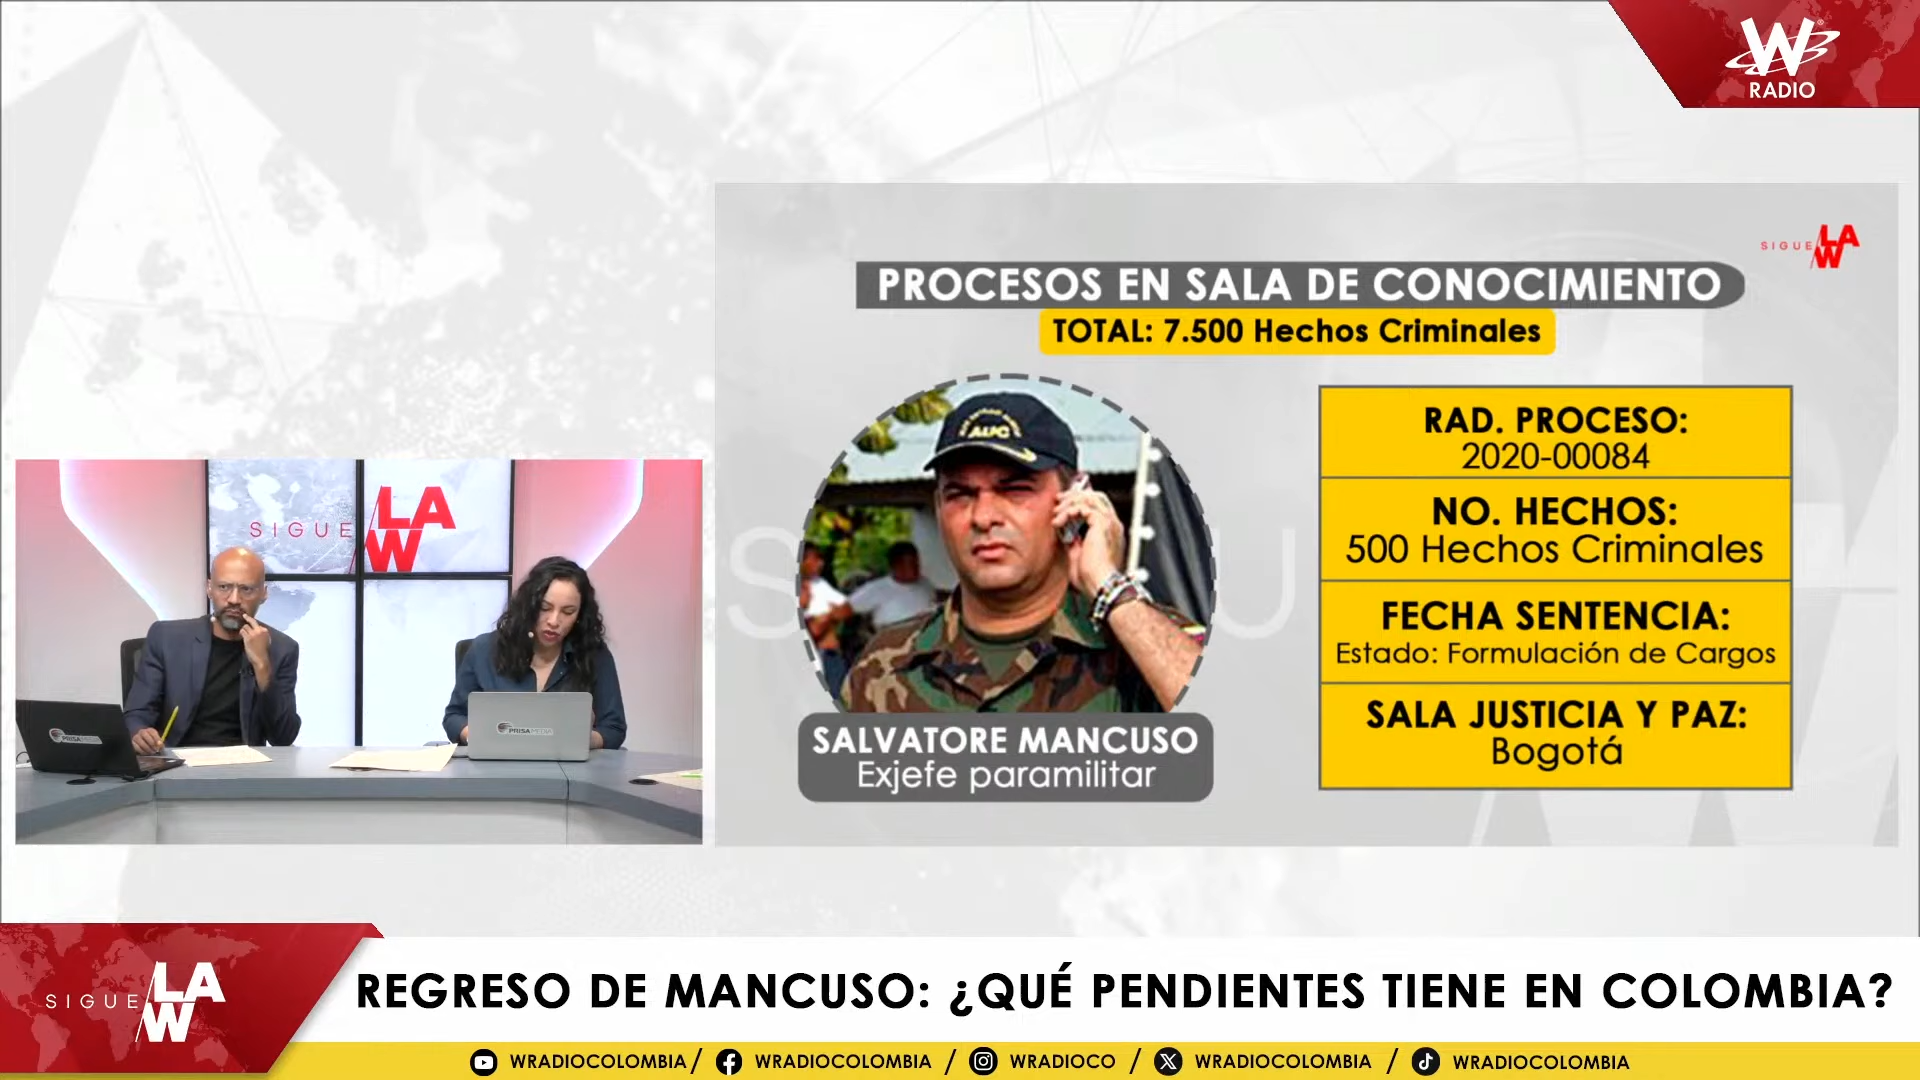 W
RADIO
SIGUE LA W
PROCESOS EN SALA DE CONOCIMIENTO
TOTAL: 7.500 Hechos Criminales
AUC
RAD. PROCESO:
2020-00084
NO. HECHOS:
500 Hechos Criminales
FECHA SENTENCIA:
Estado: Formulación de Cargos
SALA JUSTICIA Y PAZ:
Bogotá
SALVATORE MANCUSO
Exjefe paramilitar
SIGUE LA W
PRISA MEDIA
PRISA MEDIA
SIGUE LA W
REGRESO DE MANCUSO: ¿QUÉ PENDIENTES TIENE EN COLOMBIA?
WRADIOCOLOMBIA / WRADIOCOLOMBIA / WRADIOCO / WRADIOCOLOMBIA / WRADIOCOLOMBIA